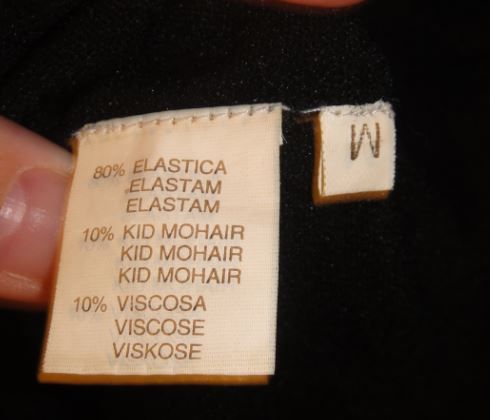 80% ELASTICA
ELASTAM
ELASTAM
10% KID MOHAIR
KID MOHAIR
KID MOHAIR
10% VISCOSA
VISCOSE
VISKOSE
M